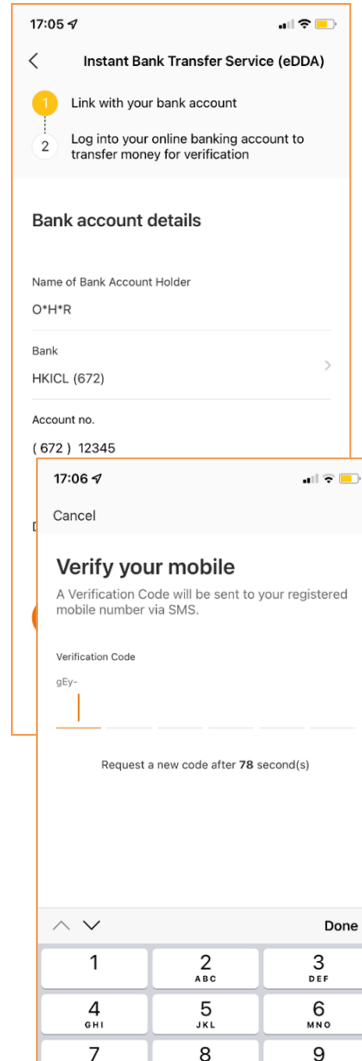 17:05
Instant Bank Transfer Service (eDDA)
1 Link with your bank account
2 Log into your online banking account to
transfer money for verification
Bank account details
Name of Bank Account Holder
O*H*R
Bank
HKICL (672)
Account no.
( 672 ) 12345
17:06
Cancel
Verify your mobile
A Verification Code will be sent to your registered
mobile number via SMS.
Verification Code
gEy-
Request a new code after 78 second(s)
Done
1 2 3
ABC DEF
4 5 6
GHI JKL MNO
7 8 9